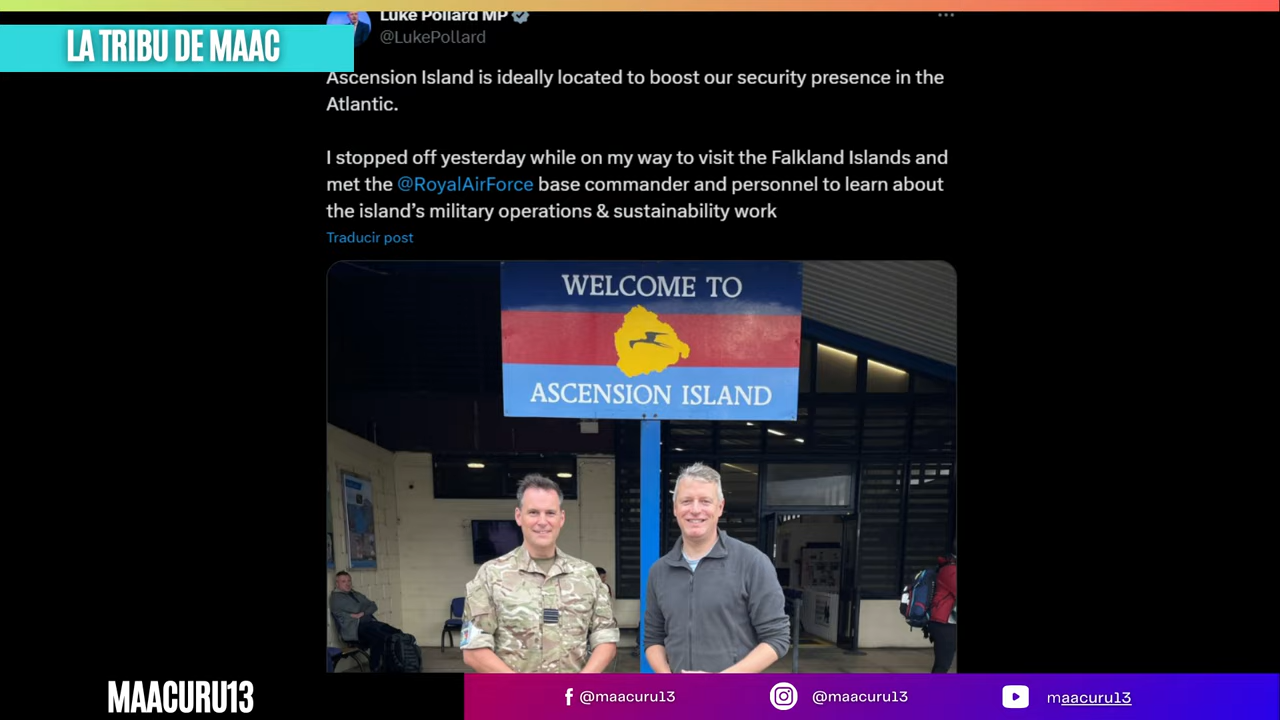 LA TRIBU DE MAAC
Luke Pollard MP
@LukePollard
Ascension Island is ideally located to boost our security presence in the
Atlantic.
I stopped off yesterday while on my way to visit the Falkland Islands and
met the @RoyalAirForce base commander and personnel to learn about
the island’s military operations & sustainability work
Traducir post
WELCOME TO
ASCENSION ISLAND
MAACURU13
@maacuru13
@maacuru13
maacuru13